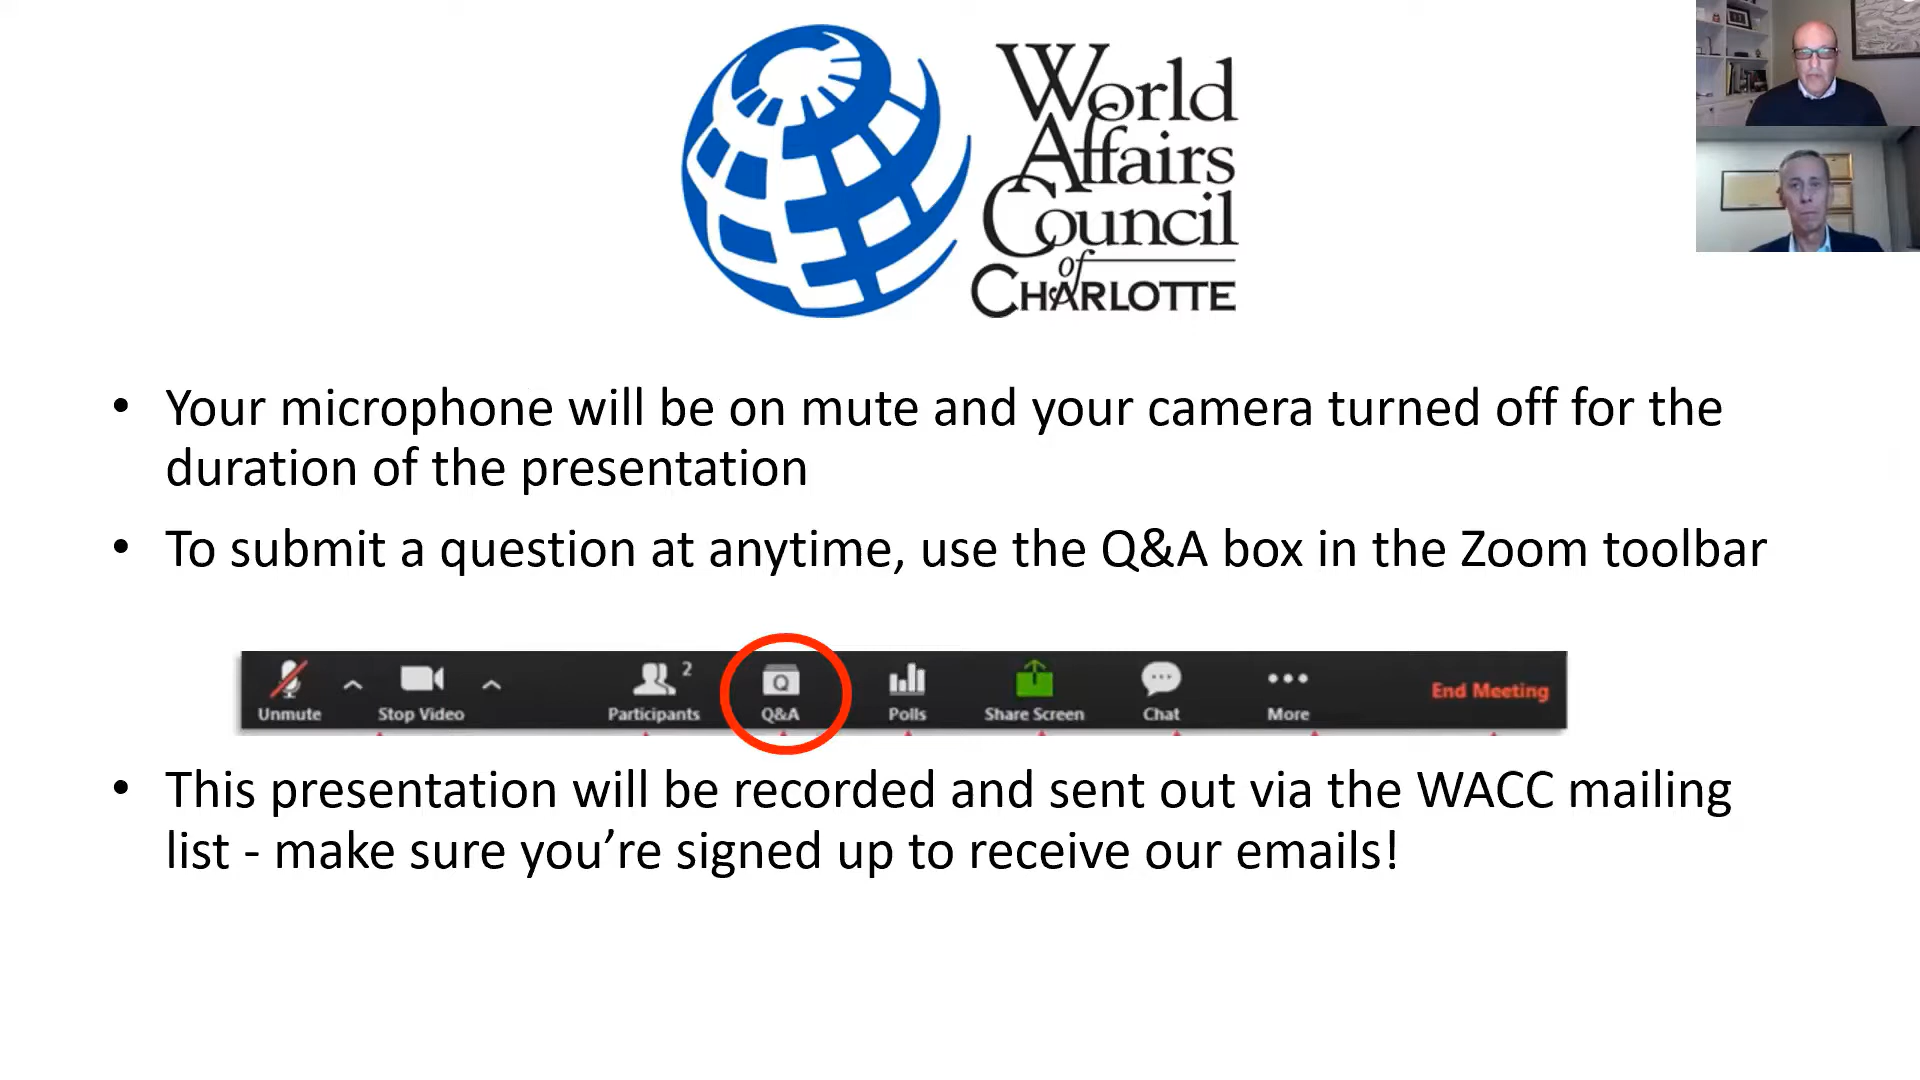 World
Affairs
Council
of
CHARLOTTE
• Your microphone will be on mute and your camera turned off for the
duration of the presentation
• To submit a question at anytime, use the Q&A box in the Zoom toolbar
2
Q
Unmute Stop Video Participants Q&A Polls Share Screen Chat More End Meeting
• This presentation will be recorded and sent out via the WACC mailing
list - make sure you’re signed up to receive our emails!